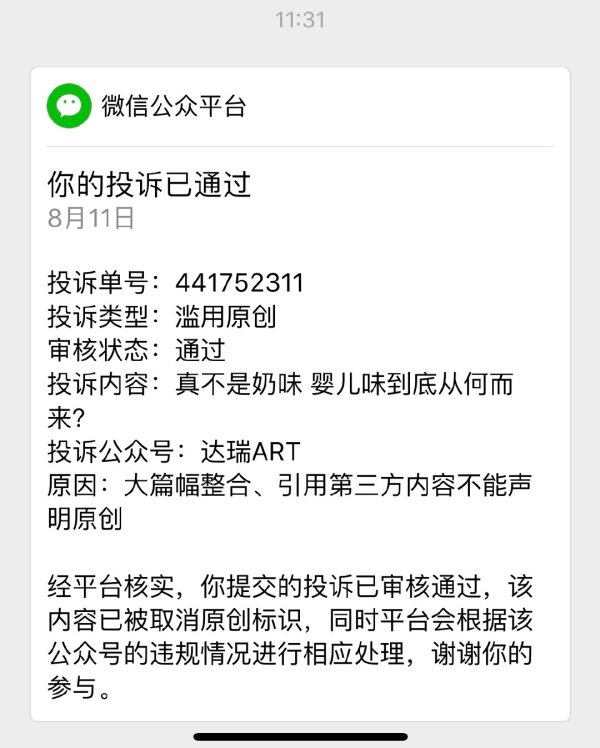 11:31
微信公众平台
你的投诉已通过
8月11日
投诉单号：441752311
投诉类型：滥用原创
审核状态：通过
投诉内容：真不是奶味 婴儿味到底从何而
来?
投诉公众号：达瑞ART
原因：大篇幅整合、引用第三方内容不能声
明原创
经平台核实，你提交的投诉已审核通过，该
内容已被取消原创标识，同时平台会根据该
公众号的违规情况进行相应处理，谢谢你的
参与。